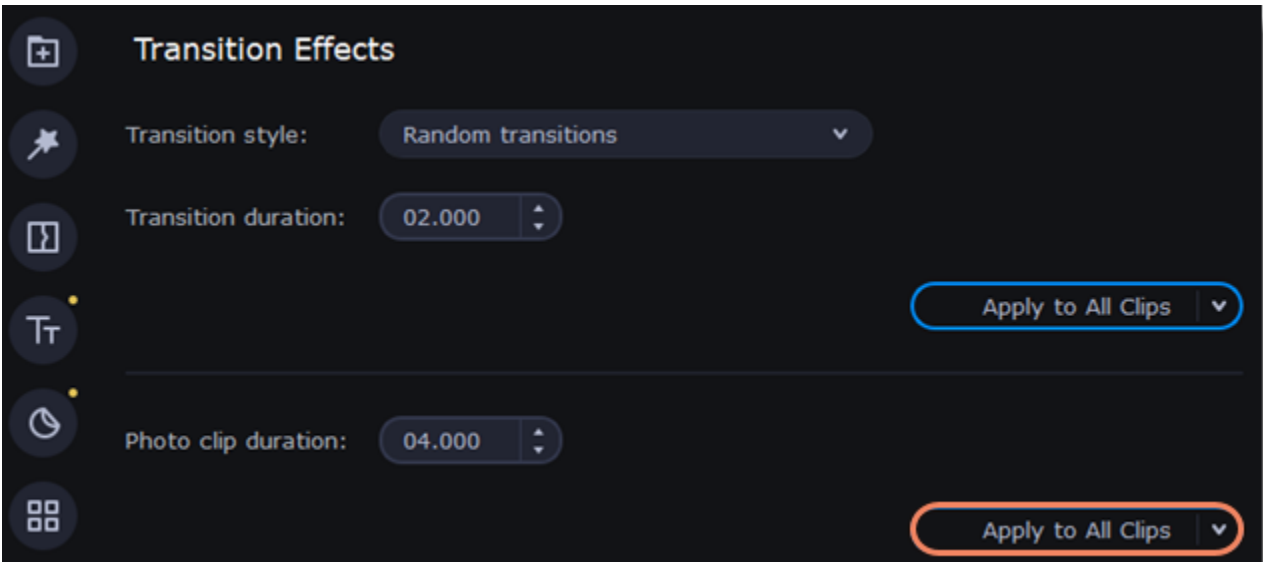 Transition Effects
Transition style: Random transitions
Transition duration: 02.000
Apply to All Clips
Tт
Photo clip duration: 04.000
Apply to All Clips